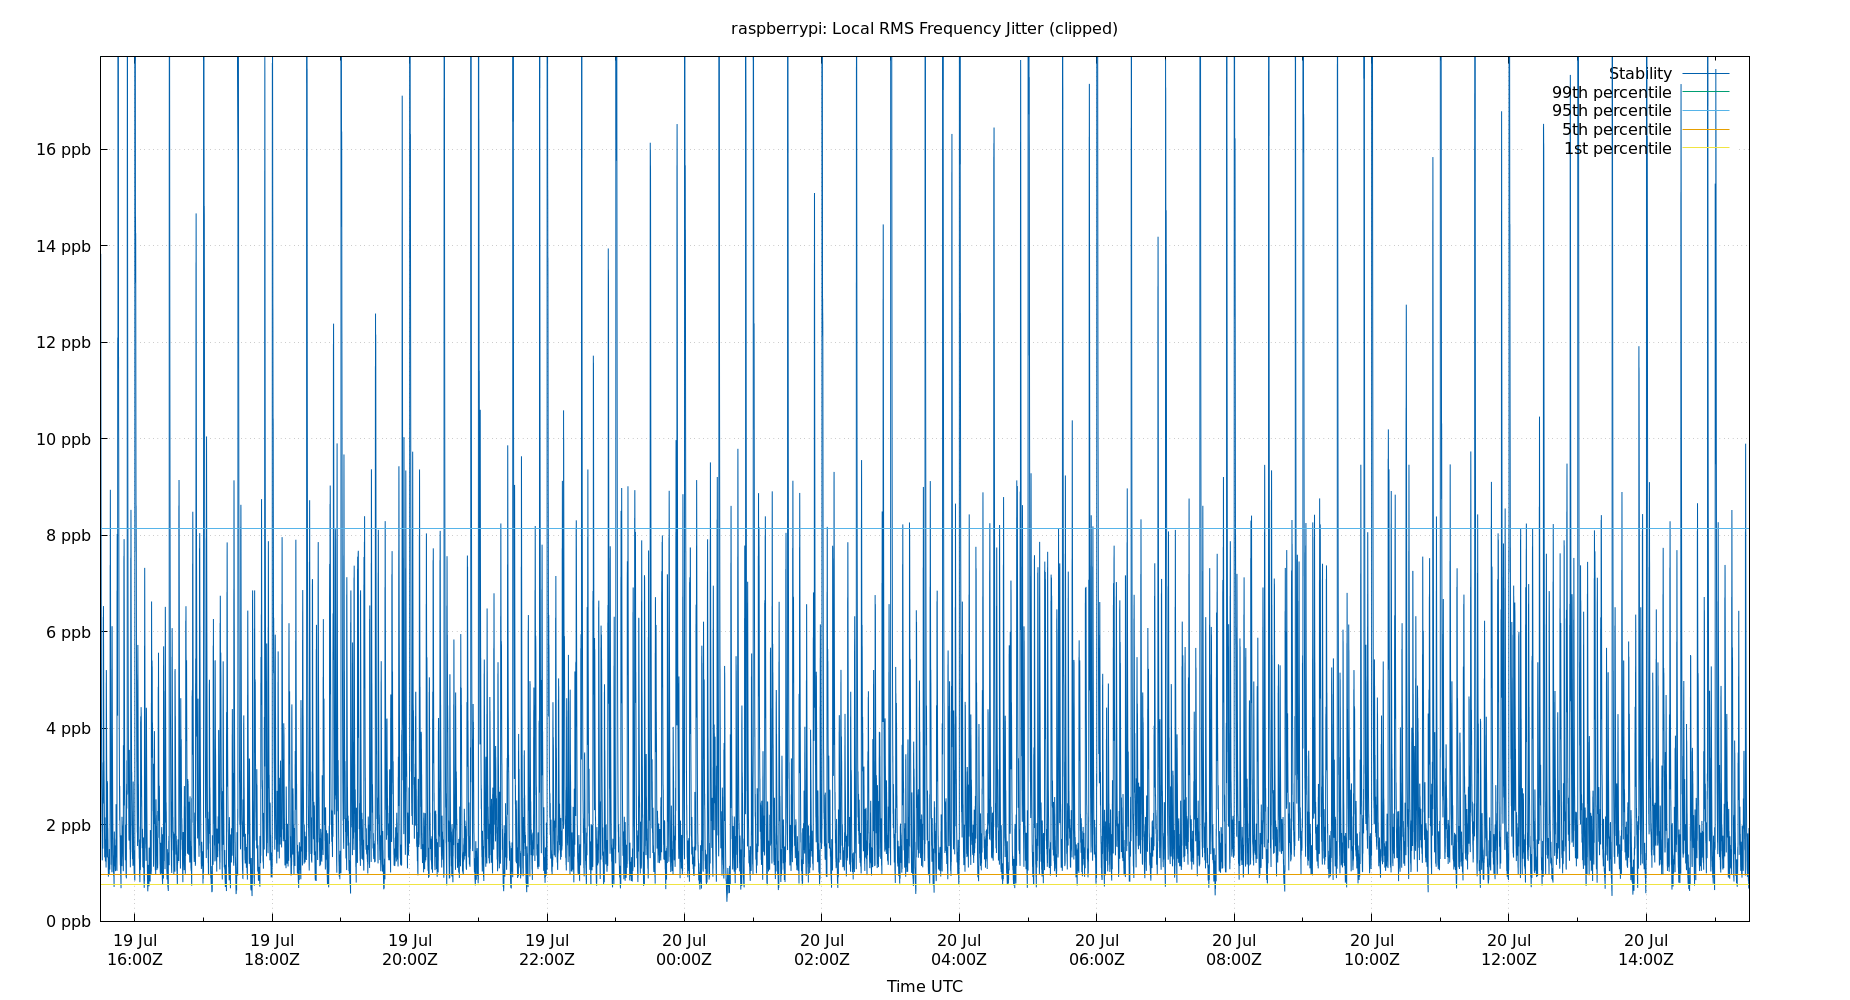 raspberrypi: Local RMS Frequency Jitter (clipped)
Stability
99th percentile
95th percentile
5th percentile
1st percentile
16 ppb
14 ppb
12 ppb
10 ppb
8 ppb
6 ppb
4 ppb
2 ppb
0 ppb
19 Jul 19 Jul 19 Jul 19 Jul 20 Jul 20 Jul 20 Jul 20 Jul 20 Jul 20 Jul 20 Jul 20 Jul
16:00Z 18:00Z 20:00Z 22:00Z 00:00Z 02:00Z 04:00Z 06:00Z 08:00Z 10:00Z 12:00Z 14:00Z
Time UTC